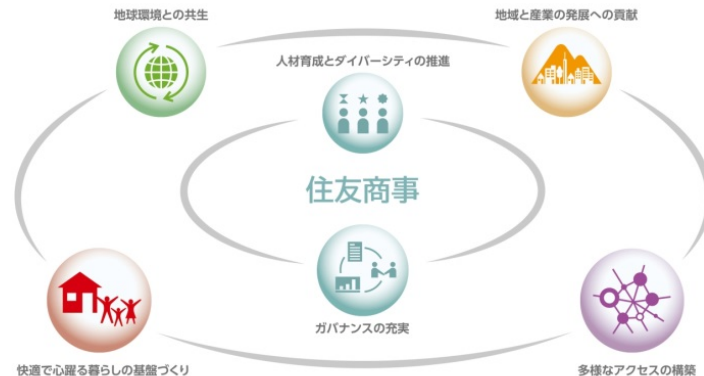 地球環境との共生
地域と産業の発展への貢献
人材育成とダイバーシティの推進
住友商事
ガバナンスの充実
快適で心躍る暮らしの基盤づくり
多様なアクセスの構築